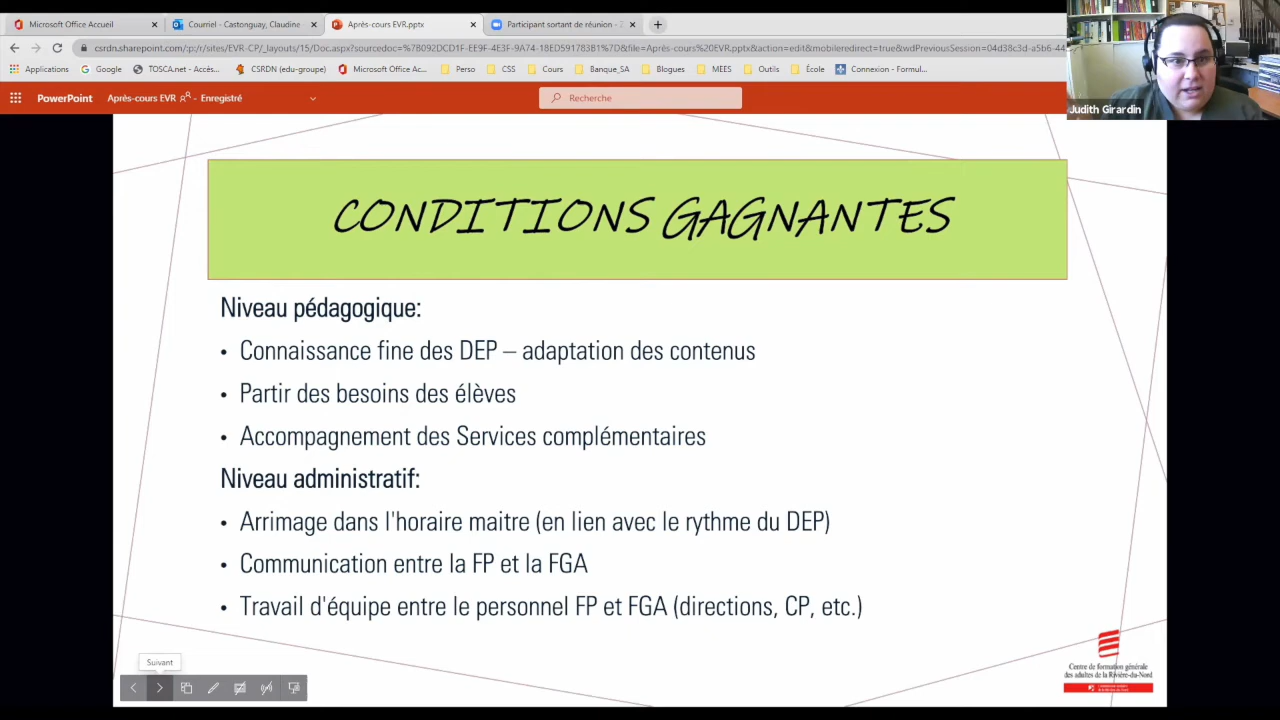 Microsoft Office Accueil
Courriel - Castonguay, Claudine
Après-cours EVR.pptx
Participant sortant de réunion - Z
csrdn.sharepoint.com/:p:/r/sites/EVR-CP/_layouts/15/Doc.aspx?sourcedoc=%7B092DCD1F-EE9F-4E3F-9A74-18ED591783B1%7D&file=Après-cours%20EVR.pptx&action=edit&mobileredirect=true&wdPreviousSession=04d38c3d-a5b6-44
Applications
Google
TOSCA.net - Accès...
CSRDN (edu-groupe)
Microsoft Office Ac...
Perso
CSS
Cours
Banque_SA
Blogues
MEES
Outils
École
Connexion - Formul...
Judith Girardin
PowerPoint
Après-cours EVR
- Enregistré
Recherche
CONDITIONS GAGNANTES
Niveau pédagogique:
• Connaissance fine des DEP – adaptation des contenus
• Partir des besoins des élèves
• Accompagnement des Services complémentaires
Niveau administratif:
• Arrimage dans l'horaire maitre (en lien avec le rythme du DEP)
• Communication entre la FP et la FGA
• Travail d'équipe entre le personnel FP et FGA (directions, CP, etc.)
Suivant
Centre de formation générale
des adultes de la Rivière-du-Nord